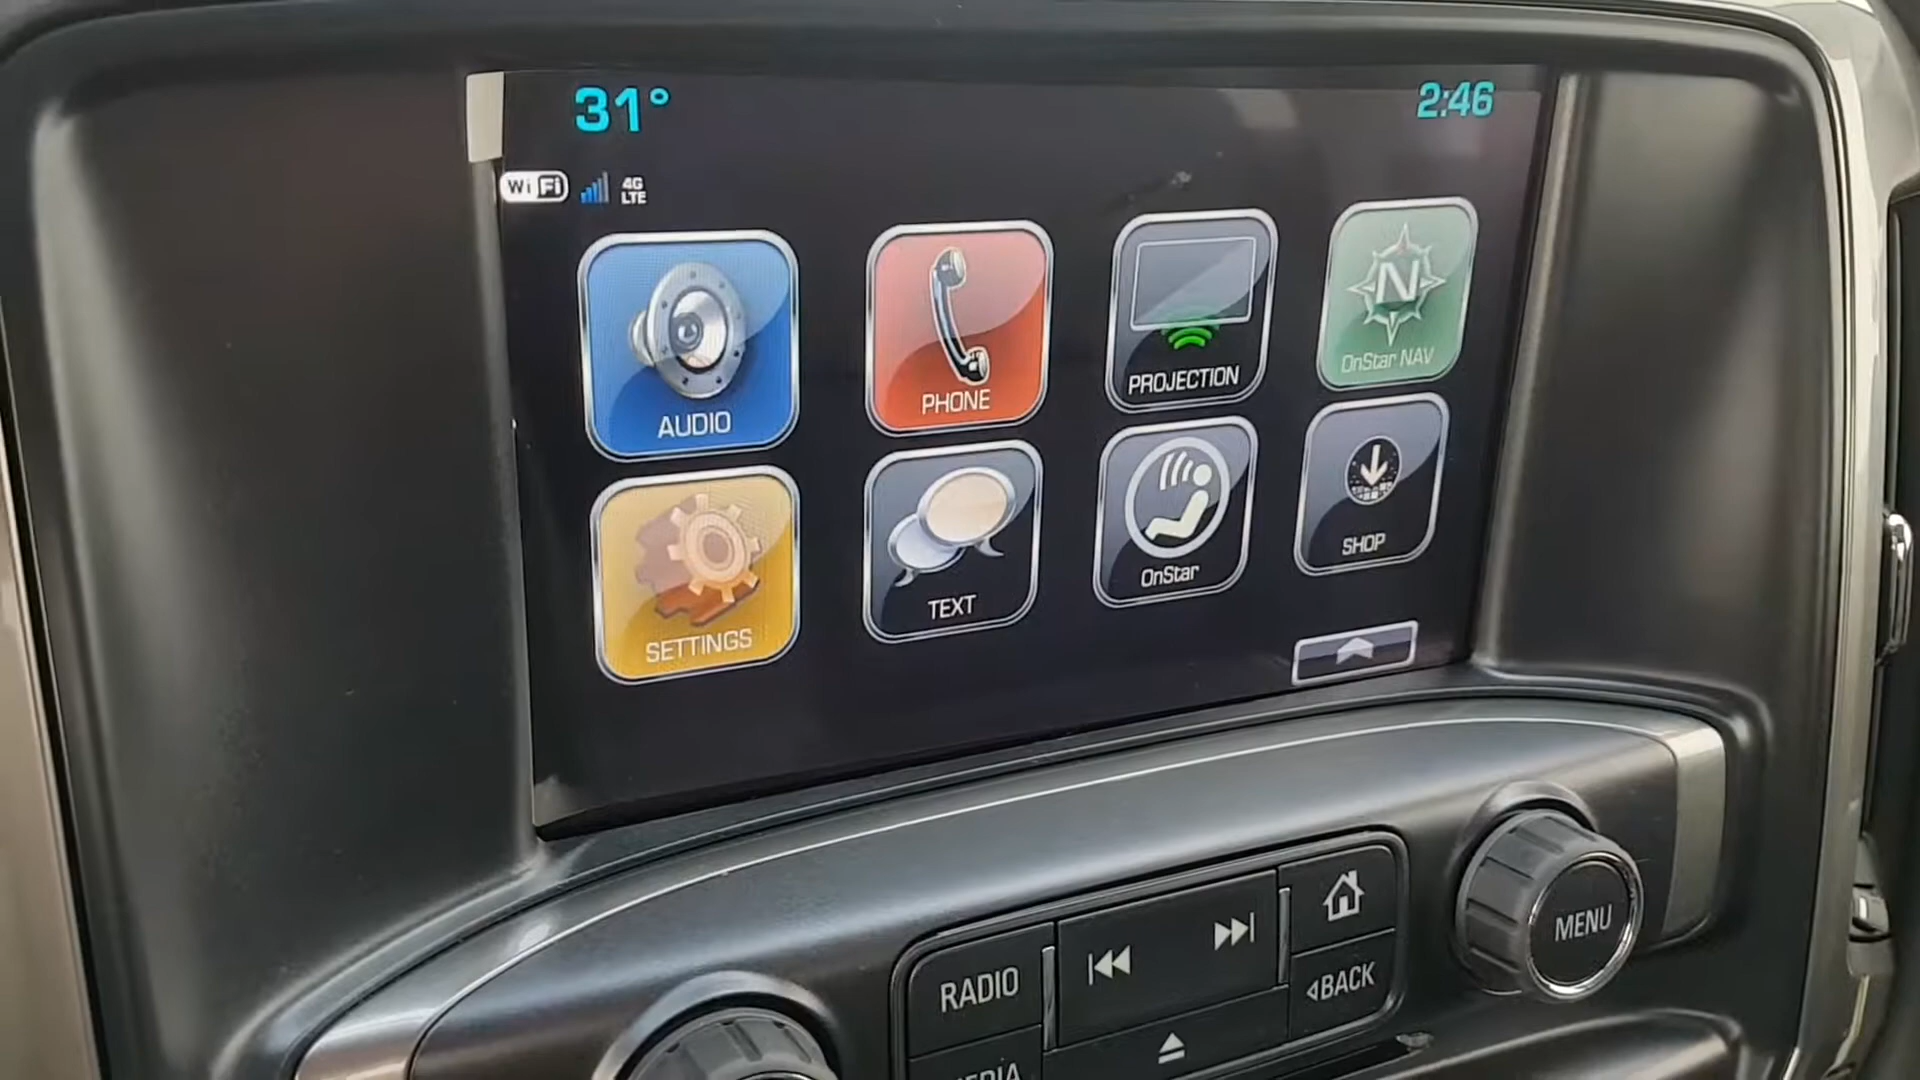 31°
2:46
Wi Fi
4G
LTE
AUDIO
PHONE
PROJECTION
N
OnStar NAV
SETTINGS
TEXT
OnStar
SHOP
RADIO
BACK
MENU
MEDIA